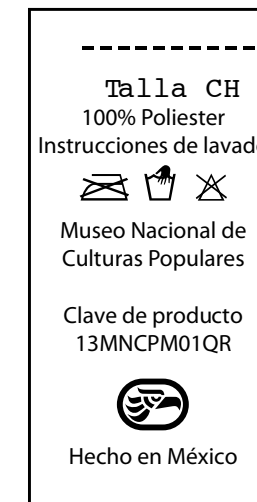 Talla CH
100% Poliester
Instrucciones de lavad
Museo Nacional de
Culturas Populares
Clave de producto
13MNCPM01QR
Hecho en México